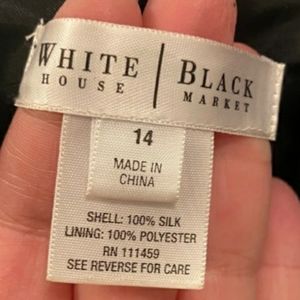 WHITE HOUSE | BLACK MARKET
14
MADE IN
CHINA
SHELL: 100% SILK
LINING: 100% POLYESTER
RN 111459
SEE REVERSE FOR CARE